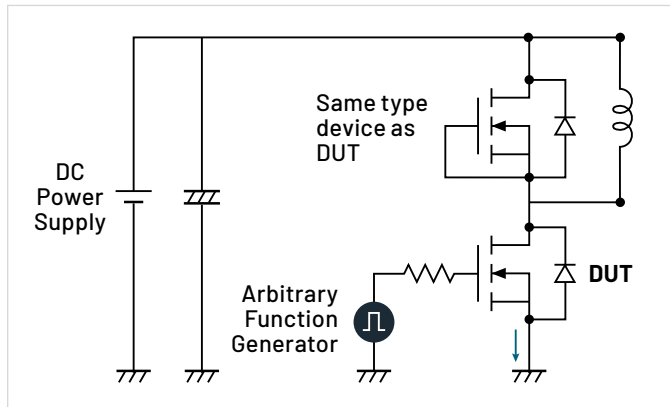 Same type
device as
DUT
DC
Power
Supply
DUT
Arbitrary
Function
Generator